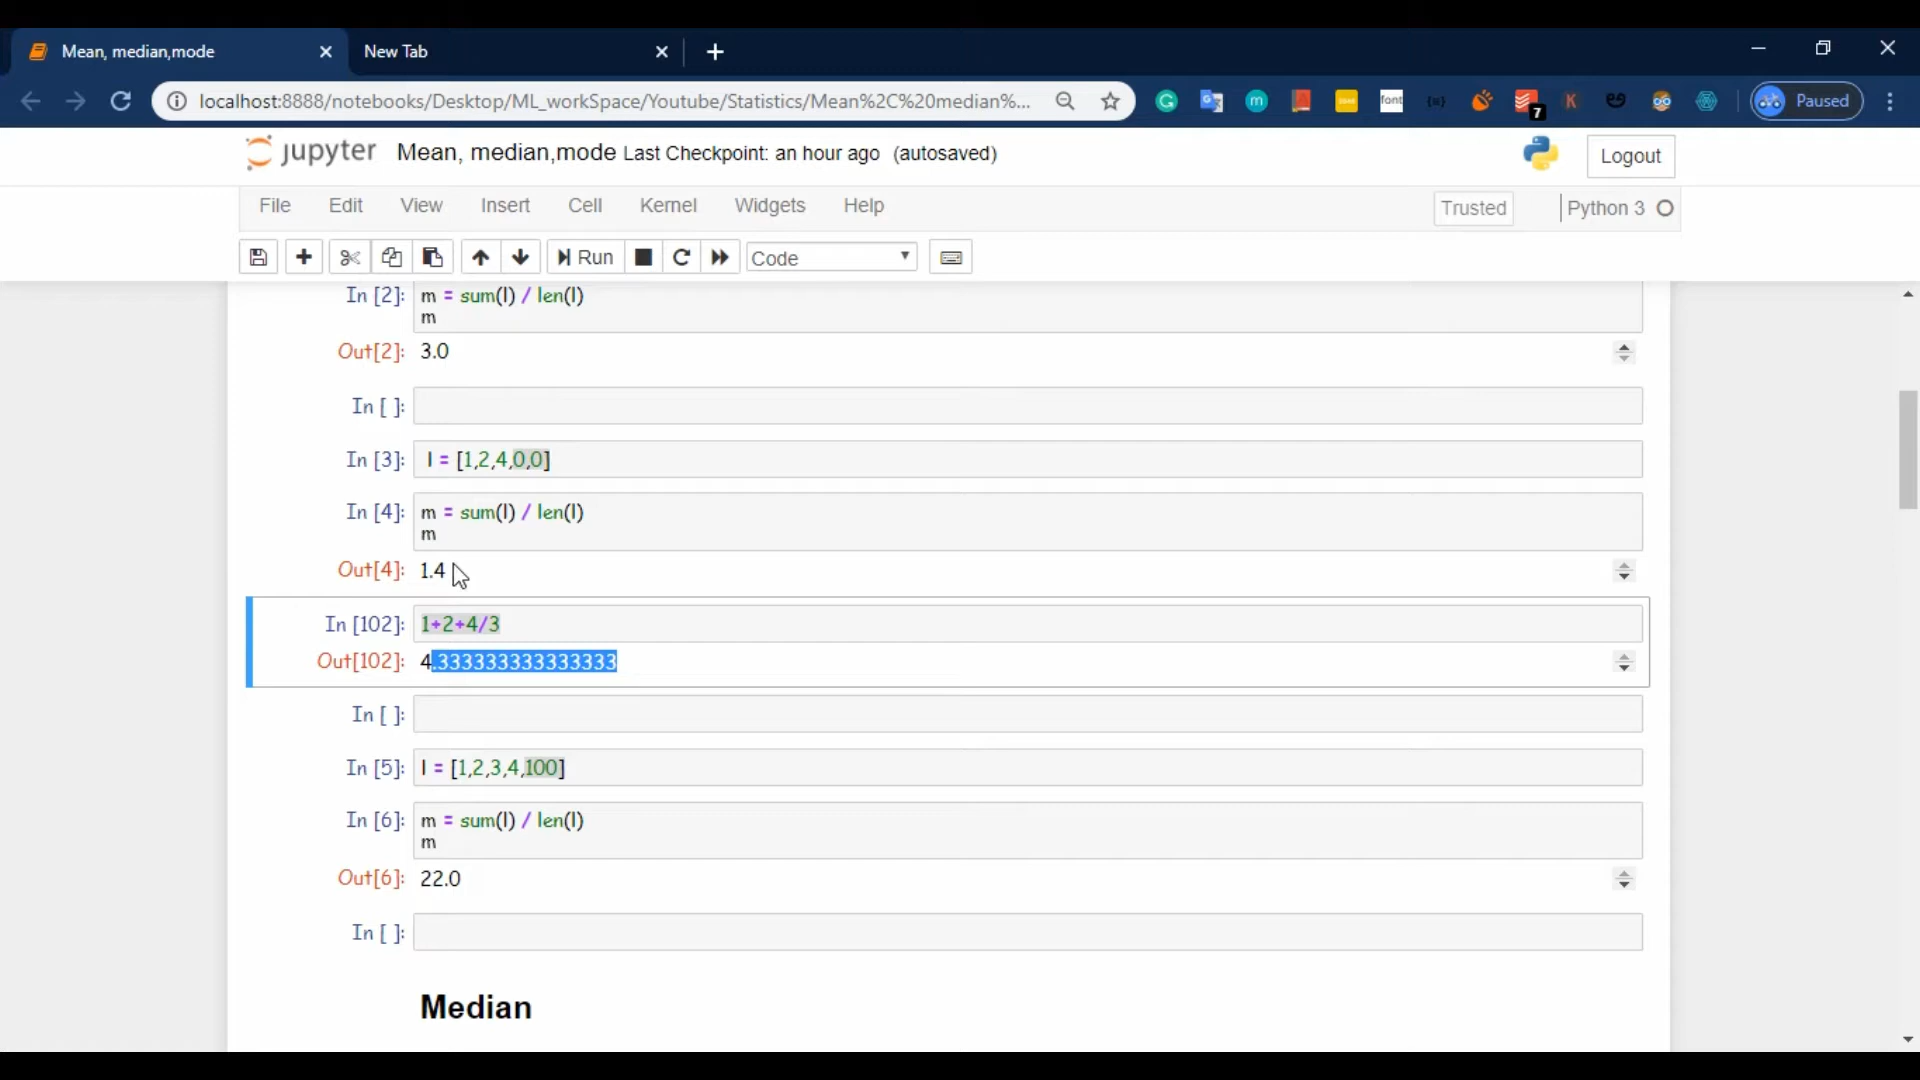 Mean, median,mode
New Tab
localhost:8888/notebooks/Desktop/ML_workSpace/Youtube/Statistics/Mean%2C%20median%...
font
7
Paused
jupyter Mean, median,mode Last Checkpoint: an hour ago (autosaved)
Logout
File Edit View Insert Cell Kernel Widgets Help
Trusted
Python 3
Run
Code
In [2]: m = sum(l) / len(l)
m
Out[2]: 3.0
In [ ]:
In [3]: l = [1,2,4,0,0]
In [4]: m = sum(l) / len(l)
m
Out[4]: 1.4
In [102]: 1+2+4/3
Out[102]: 4.333333333333333
In [ ]:
In [5]: l = [1,2,3,4,100]
In [6]: m = sum(l) / len(l)
m
Out[6]: 22.0
In [ ]:
Median